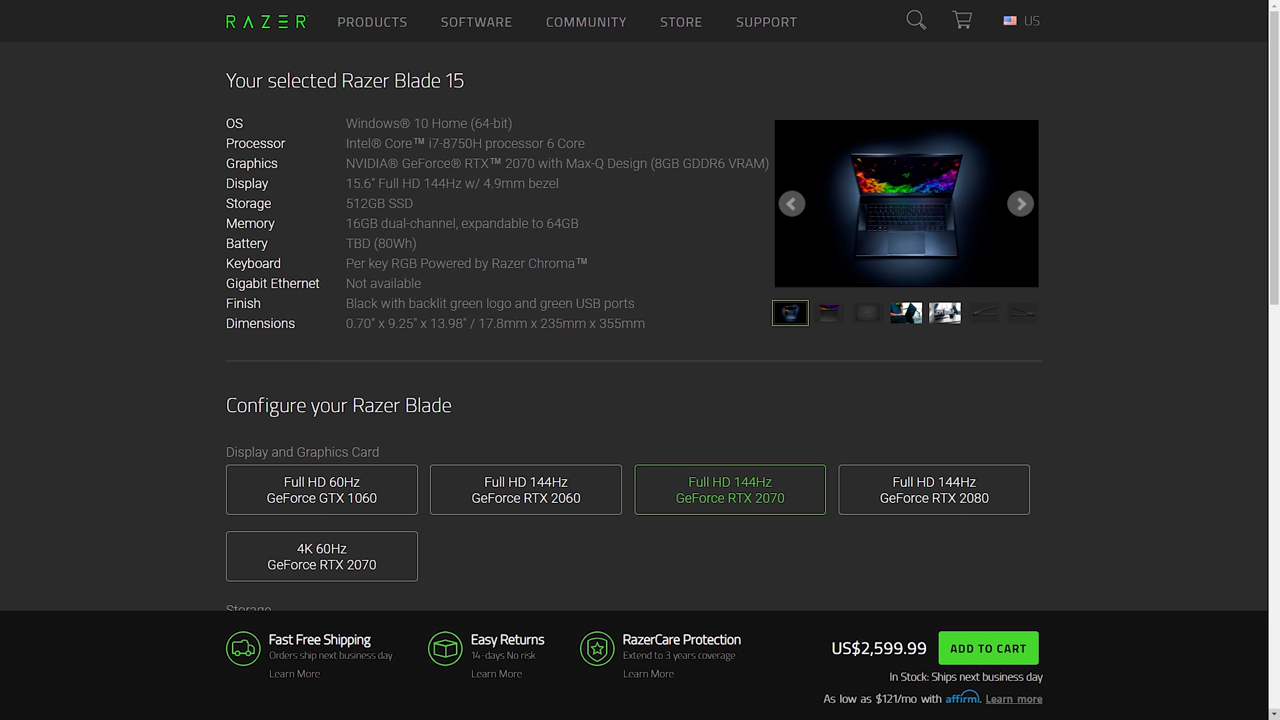 RAZER PRODUCTS SOFTWARE COMMUNITY STORE SUPPORT US
Your selected Razer Blade 15
OS Windows® 10 Home (64-bit)
Processor Intel® Core™ i7-8750H processor 6 Core
Graphics NVIDIA® GeForce® RTX™ 2070 with Max-Q Design (8GB GDDR6 VRAM)
Display 15.6" Full HD 144Hz w/ 4.9mm bezel
Storage 512GB SSD
Memory 16GB dual-channel, expandable to 64GB
Battery TBD (80Wh)
Keyboard Per key RGB Powered by Razer Chroma™
Gigabit Ethernet Not available
Finish Black with backlit green logo and green USB ports
Dimensions 0.70" x 9.25" x 13.98" / 17.8mm x 235mm x 355mm
Configure your Razer Blade
Display and Graphics Card
Full HD 60Hz
GeForce GTX 1060
Full HD 144Hz
GeForce RTX 2060
Full HD 144Hz
GeForce RTX 2070
Full HD 144Hz
GeForce RTX 2080
4K 60Hz
GeForce RTX 2070
Storage
Fast Free Shipping
Orders ship next business day
Learn More
Easy Returns
14-days No risk
Learn More
RazerCare Protection
Extend to 3 years coverage
Learn More
US$2,599.99 ADD TO CART
In Stock: Ships next business day
As low as $121/mo with affirm. Learn more